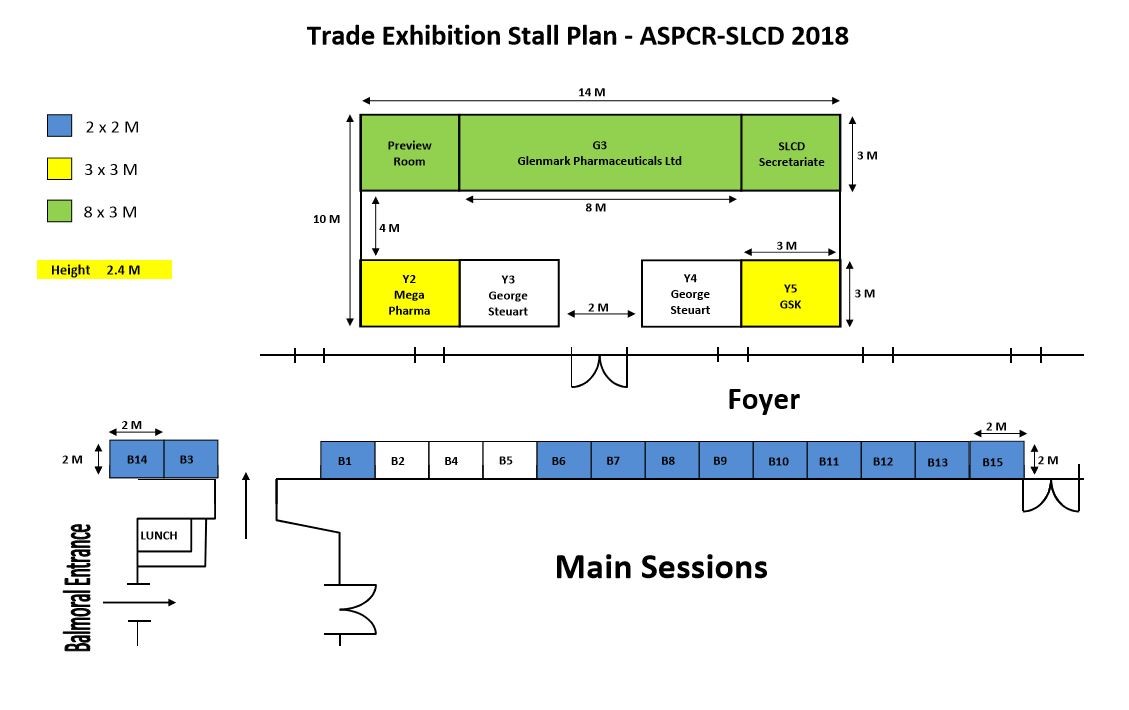 Trade Exhibition Stall Plan - ASPCR-SLCD 2018
14 M
2 x 2 M
3 x 3 M
8 x 3 M
Height 2.4 M
Preview
Room
G3
Glenmark Pharmaceuticals Ltd
SLCD
Secretariate
3 M
8 M
10 M
4 M
3 M
Y2
Mega
Pharma
Y3
George
Steuart
2 M
Y4
George
Steuart
Y5
GSK
3 M
Foyer
2 M
2 M
B14
B3
B1
B2
B4
B5
B6
B7
B8
B9
B10
B11
B12
B13
B15
2 M
2 M
LUNCH
Balmoral Entrance
Main Sessions